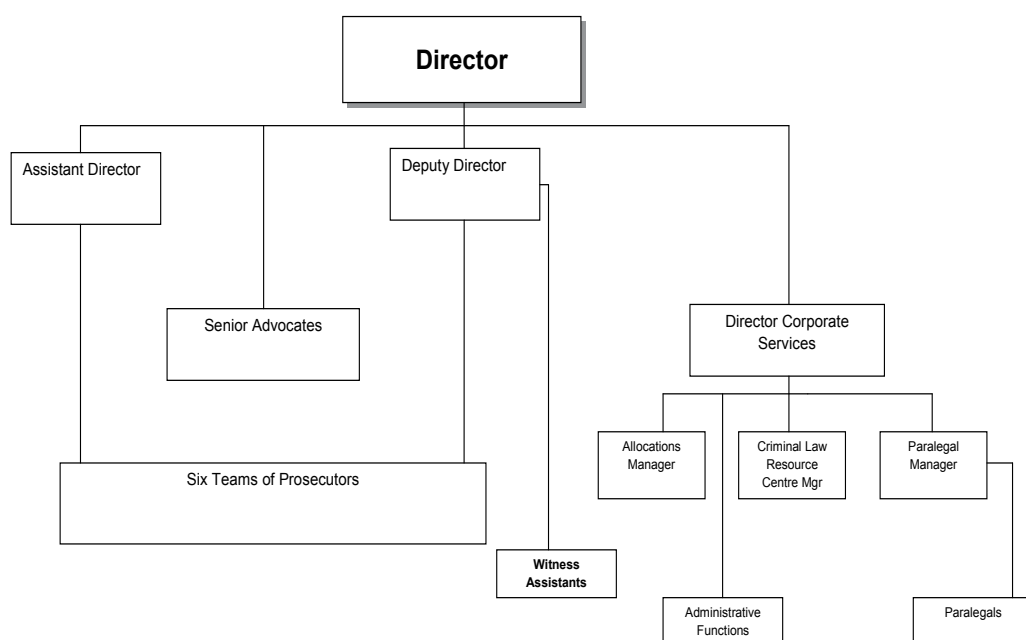 Director
Assistant Director
Deputy Director
Senior Advocates
Director Corporate
Services
Allocations
Manager
Criminal Law
Resource
Centre Mgr
Paralegal
Manager
Six Teams of Prosecutors
Witness
Assistants
Administrative
Functions
Paralegals